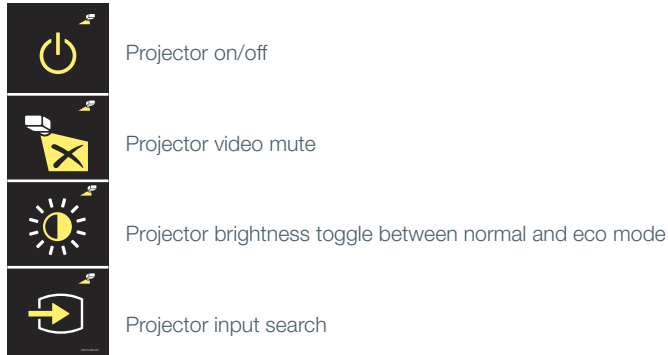 Projector on/off
Projector video mute
Projector brightness toggle between normal and eco mode
Projector input search